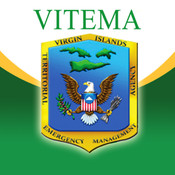 VITEMA
VIRGIN ISLANDS
TERRITORIAL
AGENCY
EMERGENCY MANAGEMENT